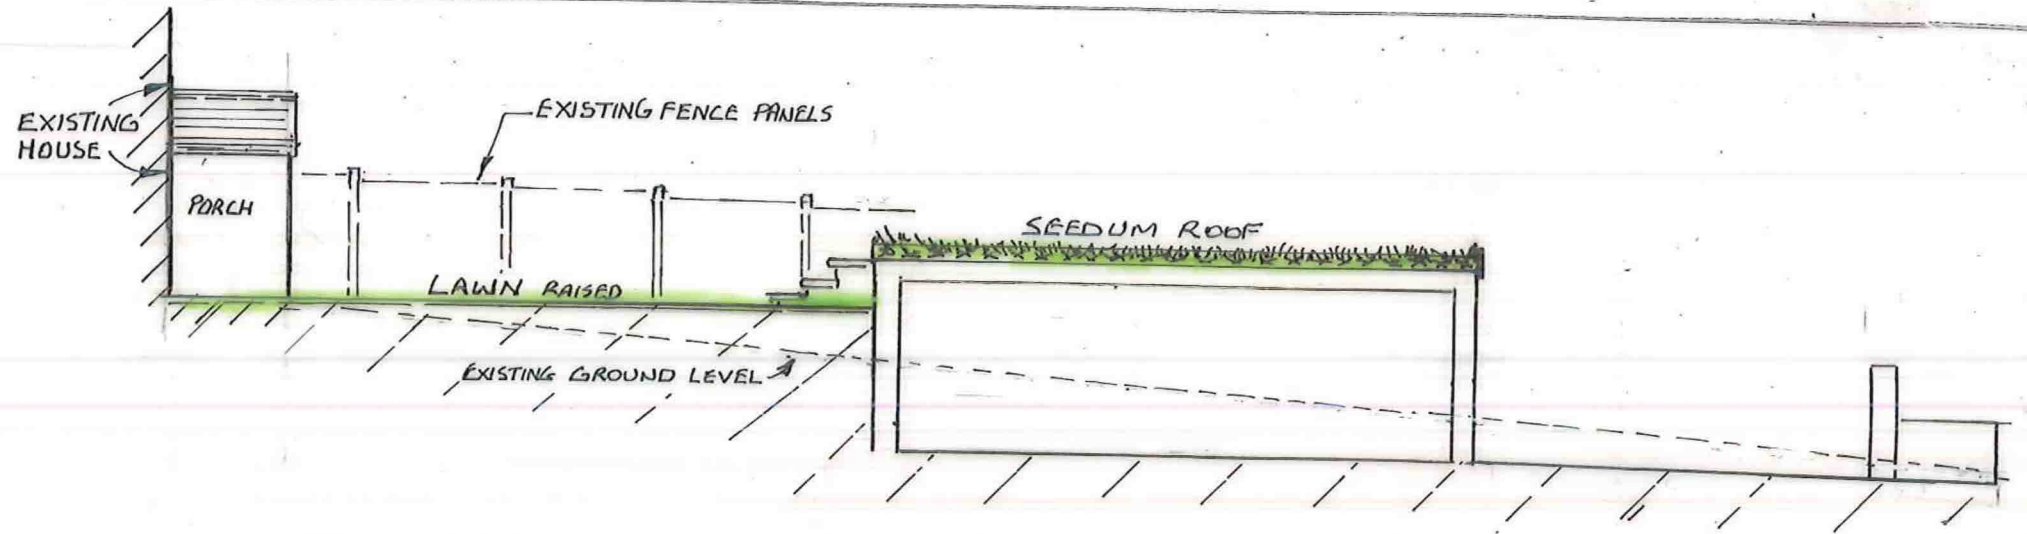 EXISTING
HOUSE
PORCH
EXISTING FENCE PANELS
LAWN RAISED
SEEDUM ROOF
EXISTING GROUND LEVEL